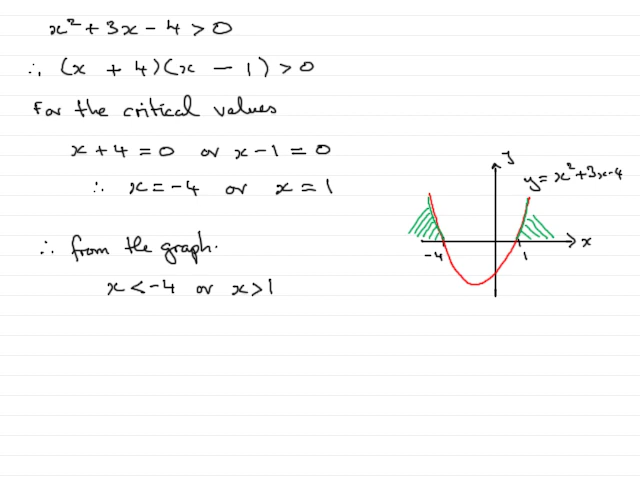 x² + 3x - 4 > 0
∴ (x + 4)(x - 1) > 0
For the critical values
x + 4 = 0 or x - 1 = 0
∴ x = -4 or x = 1
∴ from the graph.
x < -4 or x > 1
y
y = x² + 3x - 4
x
-4
1